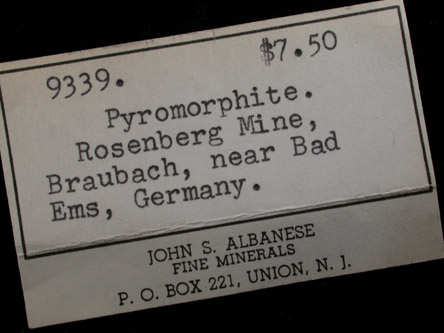 9339. $7.50
Pyromorphite.
Rosenberg Mine,
Braubach, near Bad
Ems, Germany.
JOHN S. ALBANESE
FINE MINERALS
P. O. BOX 221, UNION, N. J.